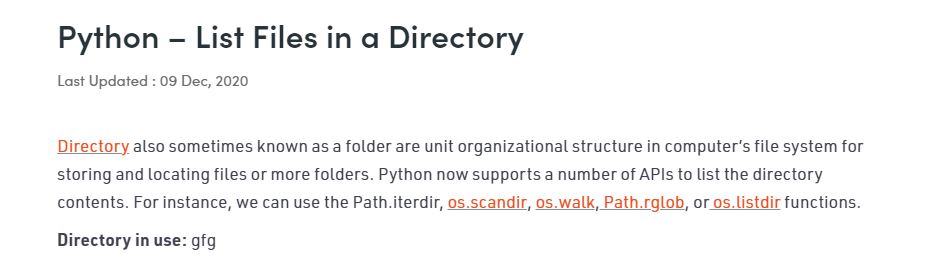 Python – List Files in a Directory
Last Updated : 09 Dec, 2020
Directory also sometimes known as a folder are unit organizational structure in computer’s file system for
storing and locating files or more folders. Python now supports a number of APIs to list the directory
contents. For instance, we can use the Path.iterdir, os.scandir, os.walk, Path.rglob, or os.listdir functions.
Directory in use: gfg